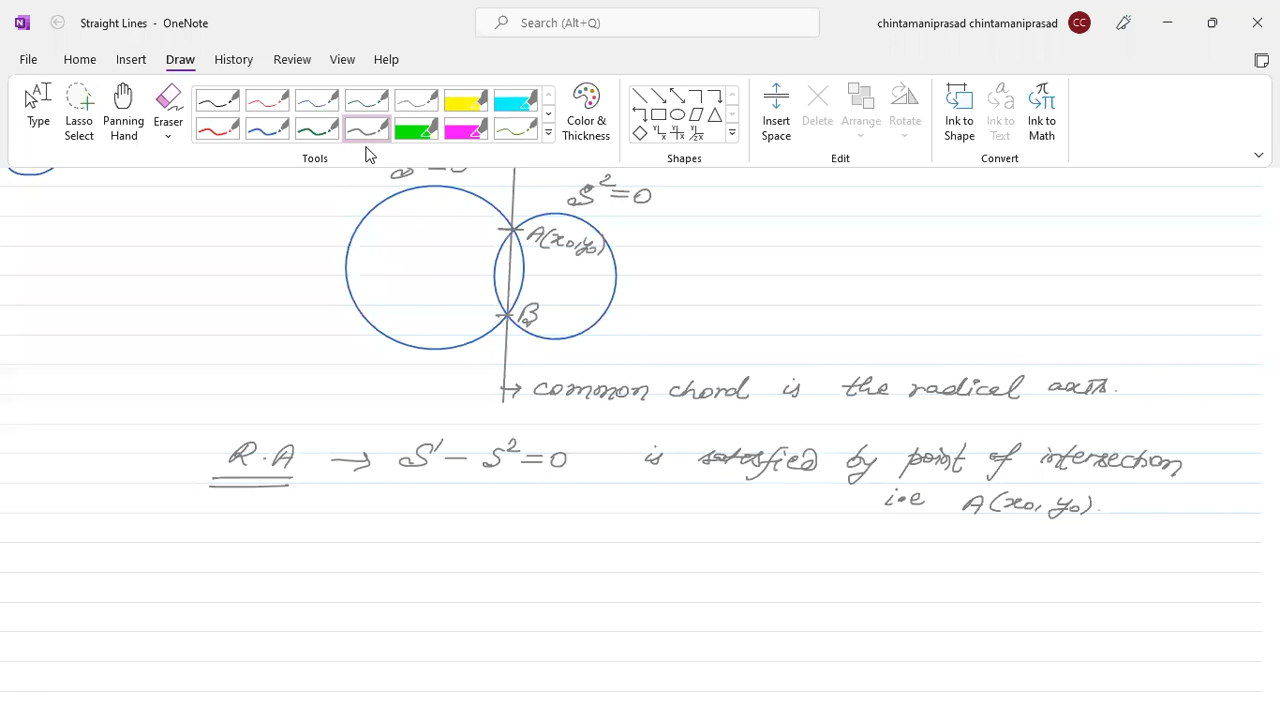 Straight Lines - OneNote
Search (Alt+Q)
chintamaniprasad chintamaniprasad CC
File Home Insert Draw History Review View Help
Type Lasso Select Panning Hand Eraser Color & Thickness Insert Space Delete Arrange Rotate Ink to Shape Ink to Text Ink to Math
Tools Shapes Edit Convert
S² = 0
A(x₀, y₀)
B
→ common chord is the radical axis.
R.A → S¹ - S² = 0 is satisfied by point of intersection
i.e A(x₀, y₀).